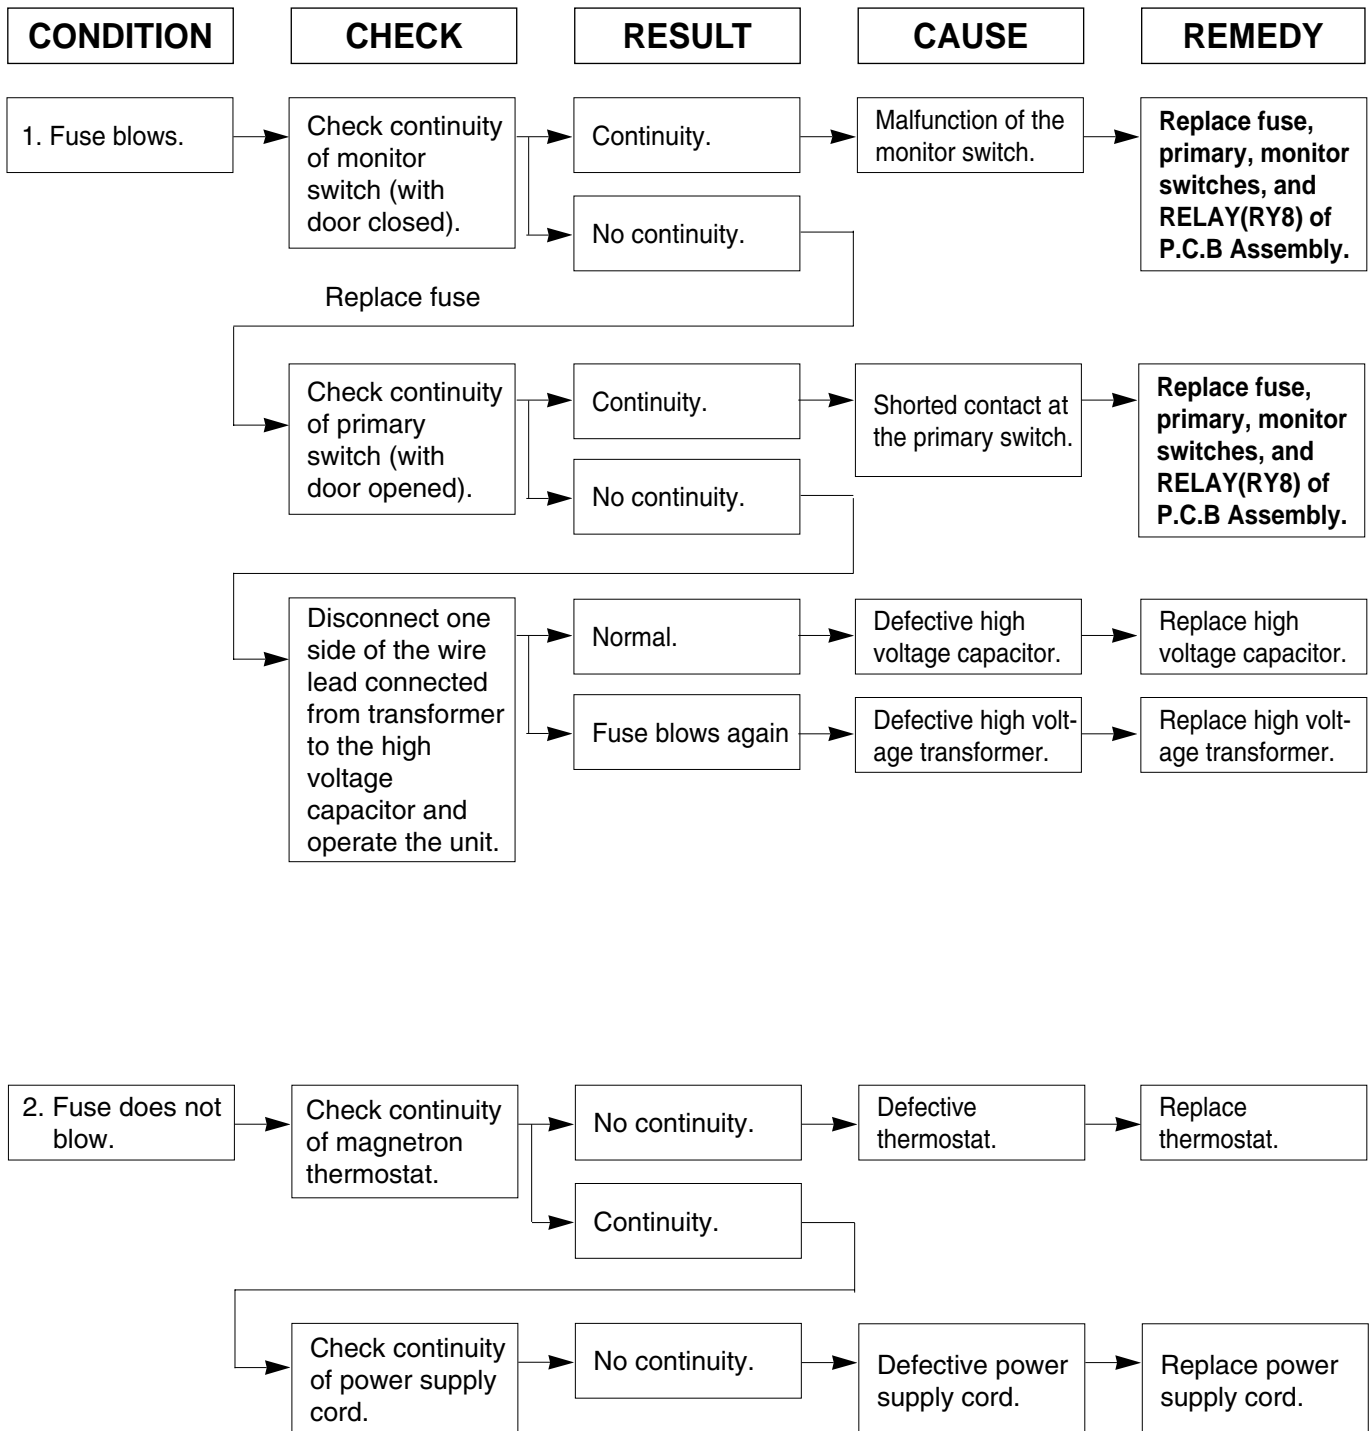 CONDITION
CHECK
RESULT
CAUSE
REMEDY
1. Fuse blows.
Check continuity
of monitor
switch (with
door closed).
Continuity.
Malfunction of the
monitor switch.
Replace fuse,
primary, monitor
switches, and
RELAY(RY8) of
P.C.B Assembly.
No continuity.
Replace fuse
Check continuity
of primary
switch (with
door opened).
Continuity.
Shorted contact at
the primary switch.
Replace fuse,
primary, monitor
switches, and
RELAY(RY8) of
P.C.B Assembly.
No continuity.
Disconnect one
side of the wire
lead connected
from transformer
to the high
voltage
capacitor and
operate the unit.
Normal.
Defective high
voltage capacitor.
Replace high
voltage capacitor.
Fuse blows again
Defective high volt-
age transformer.
Replace high volt-
age transformer.
2. Fuse does not
blow.
Check continuity
of magnetron
thermostat.
No continuity.
Defective
thermostat.
Replace
thermostat.
Continuity.
Check continuity
of power supply
cord.
No continuity.
Defective power
supply cord.
Replace power
supply cord.